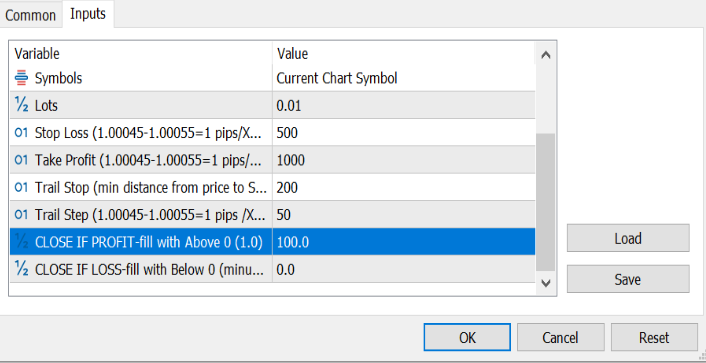 Common Inputs
Variable Value
Symbols Current Chart Symbol
½ Lots 0.01
01 Stop Loss (1.00045-1.00055=1 pips/X... 500
01 Take Profit (1.00045-1.00055=1 pips/... 1000
01 Trail Stop (min distance from price to S... 200
01 Trail Step (1.00045-1.00055=1 pips /X... 50
½ CLOSE IF PROFIT-fill with Above 0 (1.0) 100.0
½ CLOSE IF LOSS-fill with Below 0 (minu... 0.0
Load
Save
OK Cancel Reset